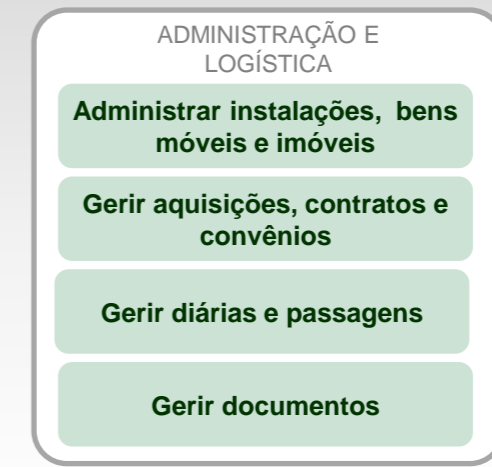 ADMINISTRAÇÃO E
LOGÍSTICA
Administrar instalações, bens
móveis e imóveis
Gerir aquisições, contratos e
convênios
Gerir diárias e passagens
Gerir documentos